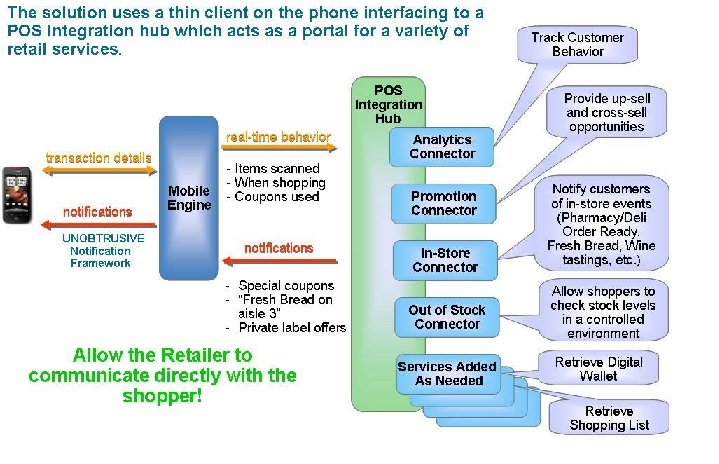 The solution uses a thin client on the phone interfacing to a
POS Integration hub which acts as a portal for a variety of
retail services.
Track Customer
Behavior
POS
Integration
Hub
Provide up-sell
and cross-sell
opportunities
real-time behavior
Analytics
Connector
transaction details
- Items scanned
- When shopping
- Coupons used
Mobile
Engine
Promotion
Connector
Notify customers
of in-store events
(Pharmacy/Deli
Order Ready.
Fresh Bread, Wine
tastings, etc.)
notifications
UNOBTRUSIVE
Notification
Framework
notifications
In-Store
Connector
- Special coupons
- "Fresh Bread on
aisle 3"
- Private label offers
Out of Stock
Connector
Allow shoppers to
check stock levels
in a controlled
environment
Allow the Retailer to
communicate directly with the
shopper!
Services Added
As Needed
Retrieve Digital
Wallet
Retrieve
Shopping List